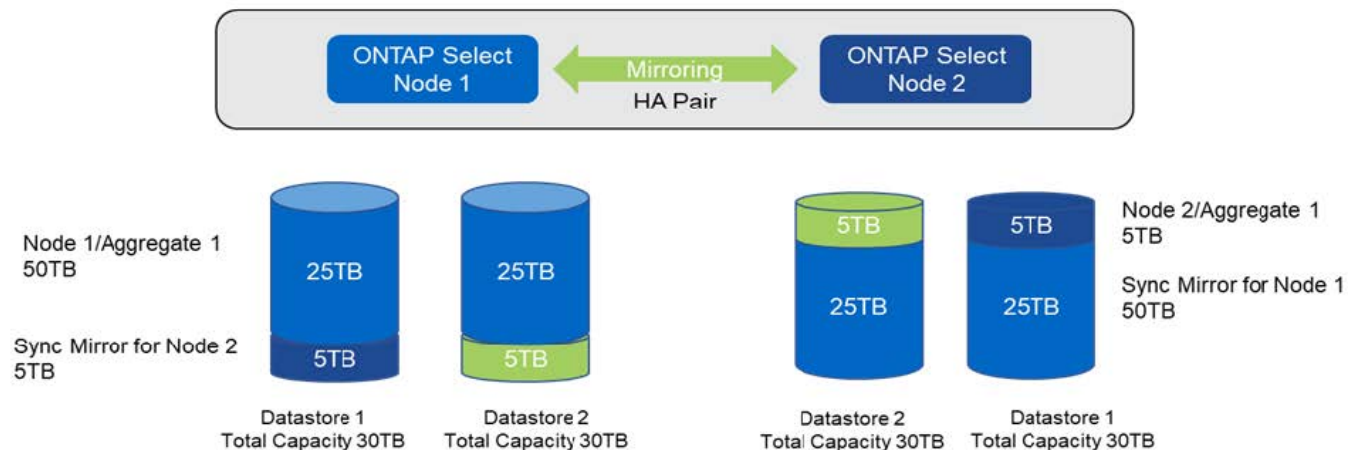 ONTAP Select
Node 1
Mirroring
HA Pair
ONTAP Select
Node 2
Node 1/Aggregate 1
50TB
25TB
25TB
Sync Mirror for Node 2
5TB
5TB
5TB
Datastore 1
Total Capacity 30TB
Datastore 2
Total Capacity 30TB
5TB
5TB
25TB
25TB
Node 2/Aggregate 1
5TB
Sync Mirror for Node 1
50TB
Datastore 2
Total Capacity 30TB
Datastore 1
Total Capacity 30TB